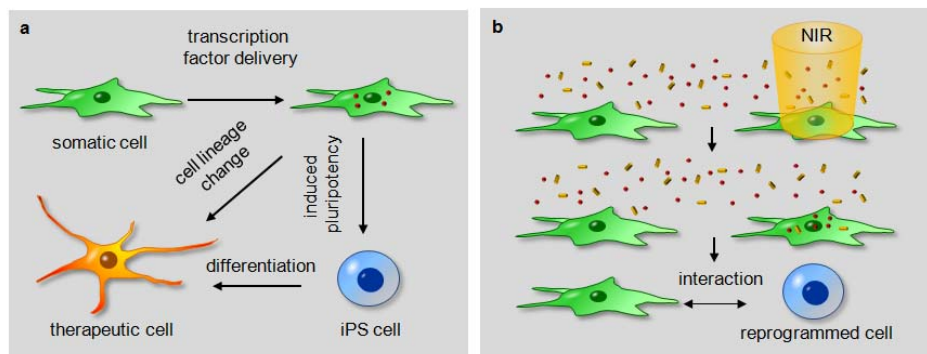 a
transcription
factor delivery
somatic cell
cell lineage
change
induced
pluripotency
differentiation
therapeutic cell
iPS cell
b
NIR
interaction
reprogrammed cell